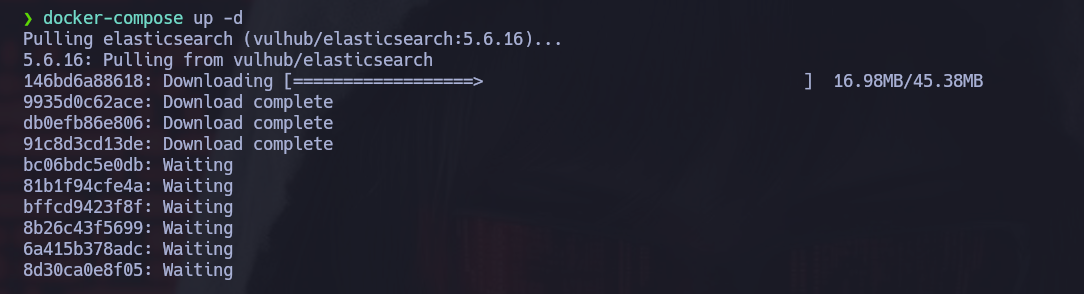 ❯ docker-compose up -d
Pulling elasticsearch (vulhub/elasticsearch:5.6.16)...
5.6.16: Pulling from vulhub/elasticsearch
146bd6a88618: Downloading [==================>                                ]  16.98MB/45.38MB
9935d0c62ace: Download complete
db0efb86e806: Download complete
91c8d3cd13de: Download complete
bc06bdc5e0db: Waiting
81b1f94cfe4a: Waiting
bffcd9423f8f: Waiting
8b26c43f5699: Waiting
6a415b378adc: Waiting
8d30ca0e8f05: Waiting